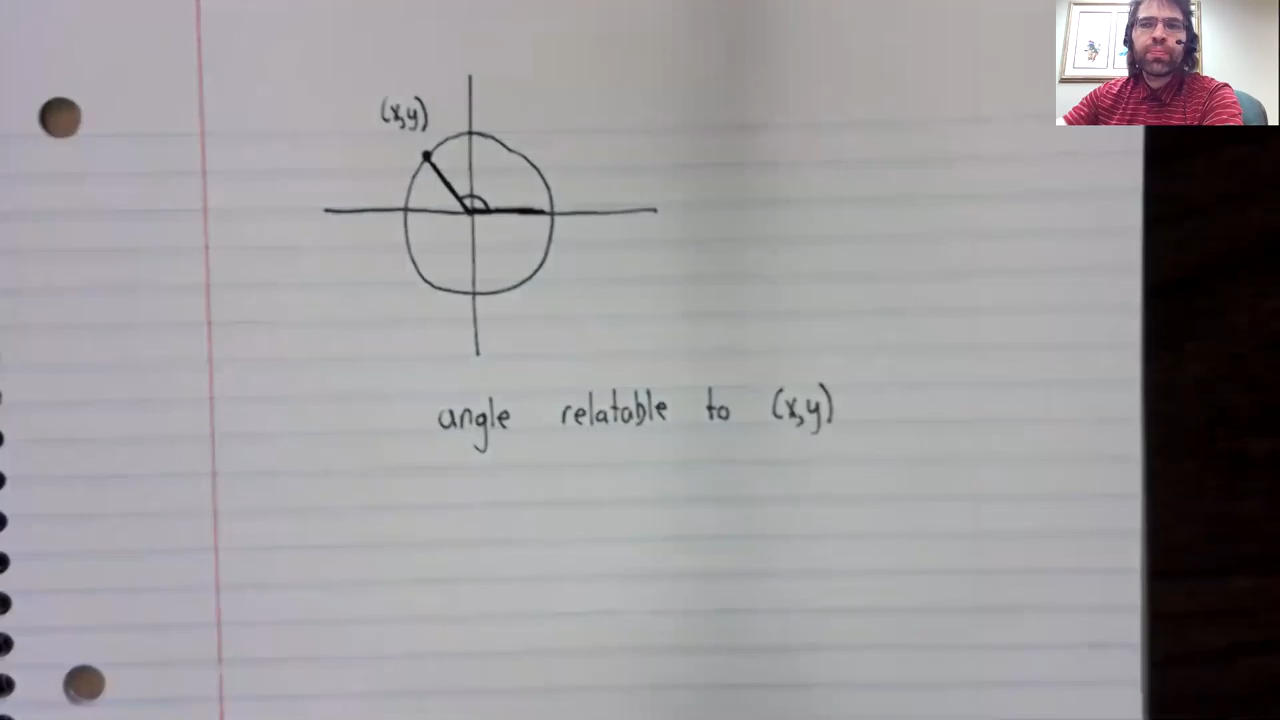 (x,y)
angle relatable to (x,y)